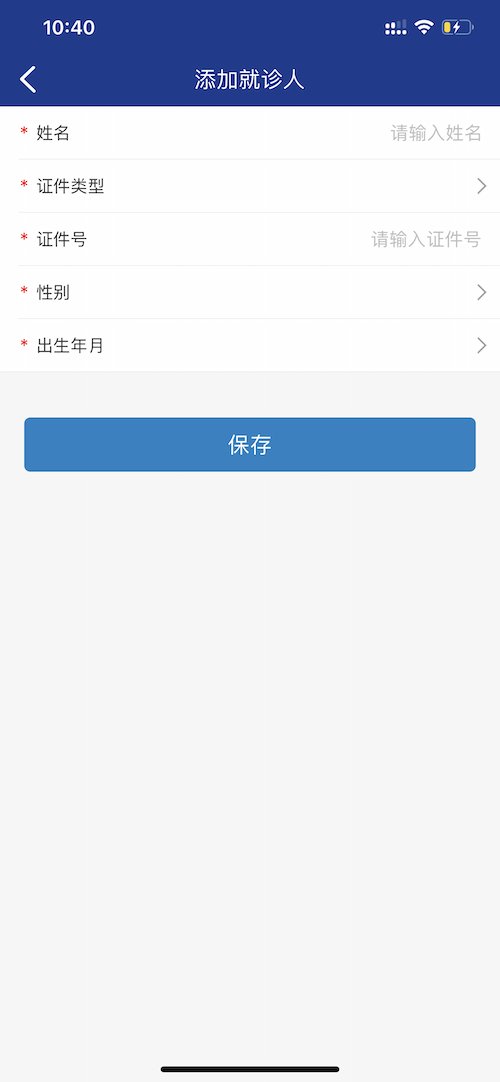 10:40
添加就诊人
* 姓名 请输入姓名
* 证件类型
* 证件号 请输入证件号
* 性别
* 出生年月
保存